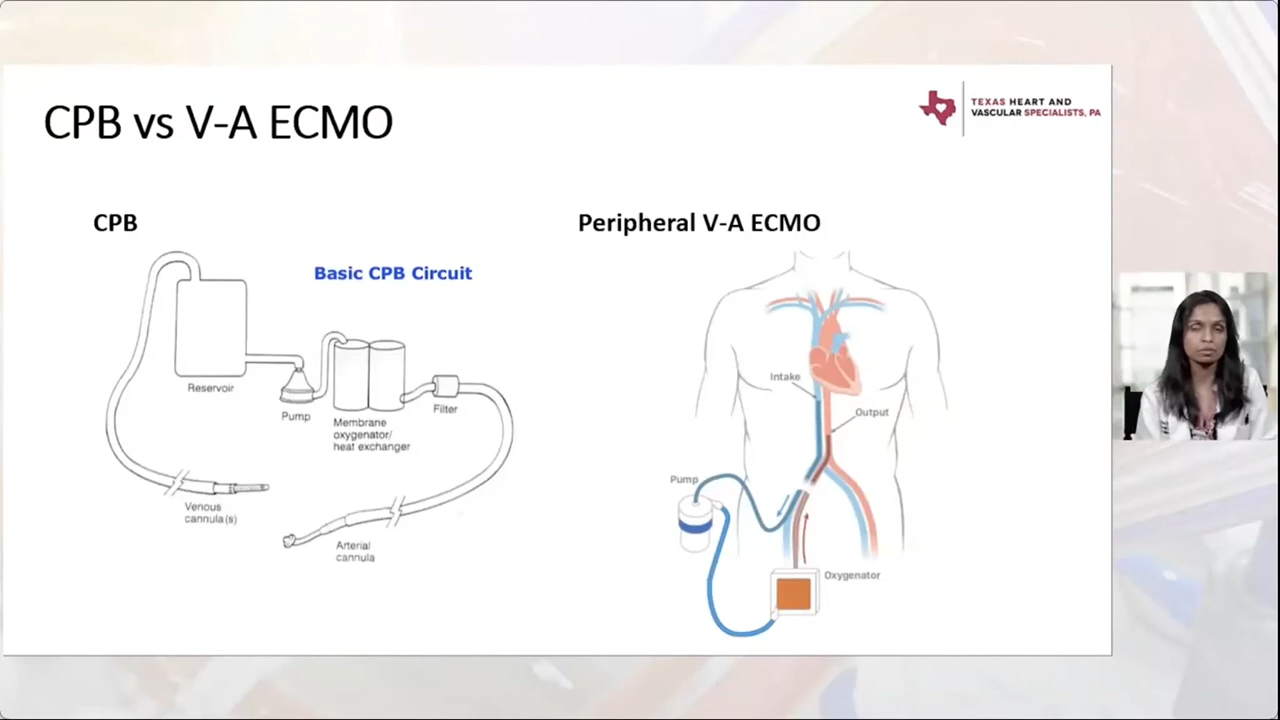 CPB vs V-A ECMO
TEXAS HEART AND
VASCULAR SPECIALISTS, PA
CPB
Basic CPB Circuit
Reservoir
Pump
Membrane
oxygenator/
heat exchanger
Filter
Venous
cannula(s)
Arterial
cannula
Peripheral V-A ECMO
Intake
Output
Pump
Oxygenator